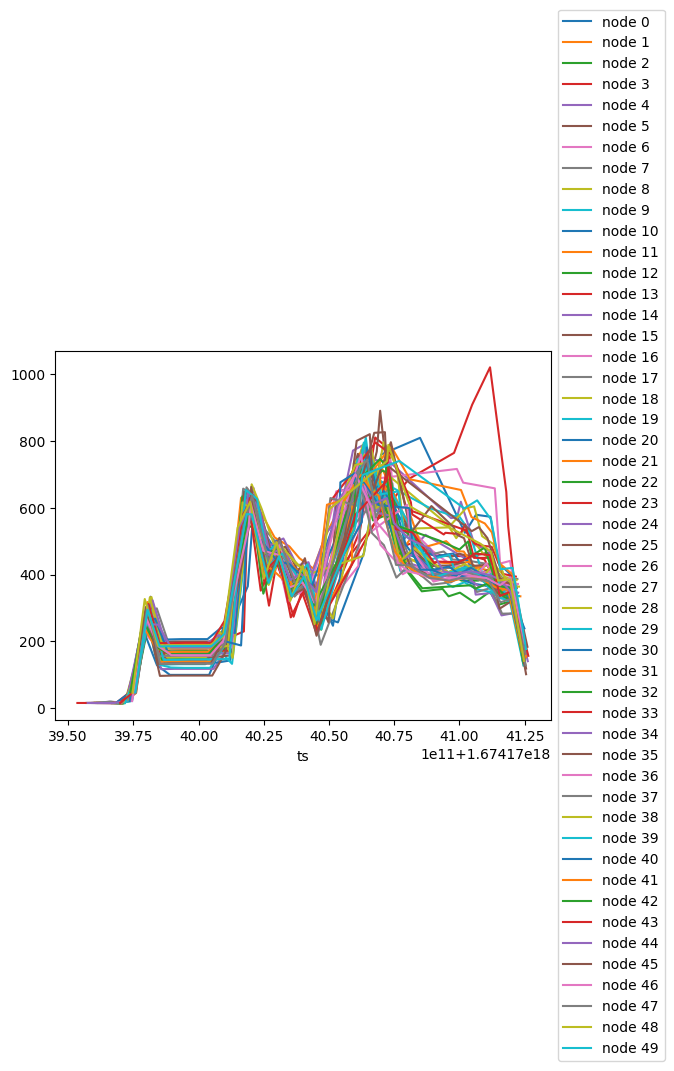 1000
800
600
400
200
0
39.50 39.75 40.00 40.25 40.50 40.75 41.00 41.25
ts
1e11+1.67417e18
node 0
node 1
node 2
node 3
node 4
node 5
node 6
node 7
node 8
node 9
node 10
node 11
node 12
node 13
node 14
node 15
node 16
node 17
node 18
node 19
node 20
node 21
node 22
node 23
node 24
node 25
node 26
node 27
node 28
node 29
node 30
node 31
node 32
node 33
node 34
node 35
node 36
node 37
node 38
node 39
node 40
node 41
node 42
node 43
node 44
node 45
node 46
node 47
node 48
node 49